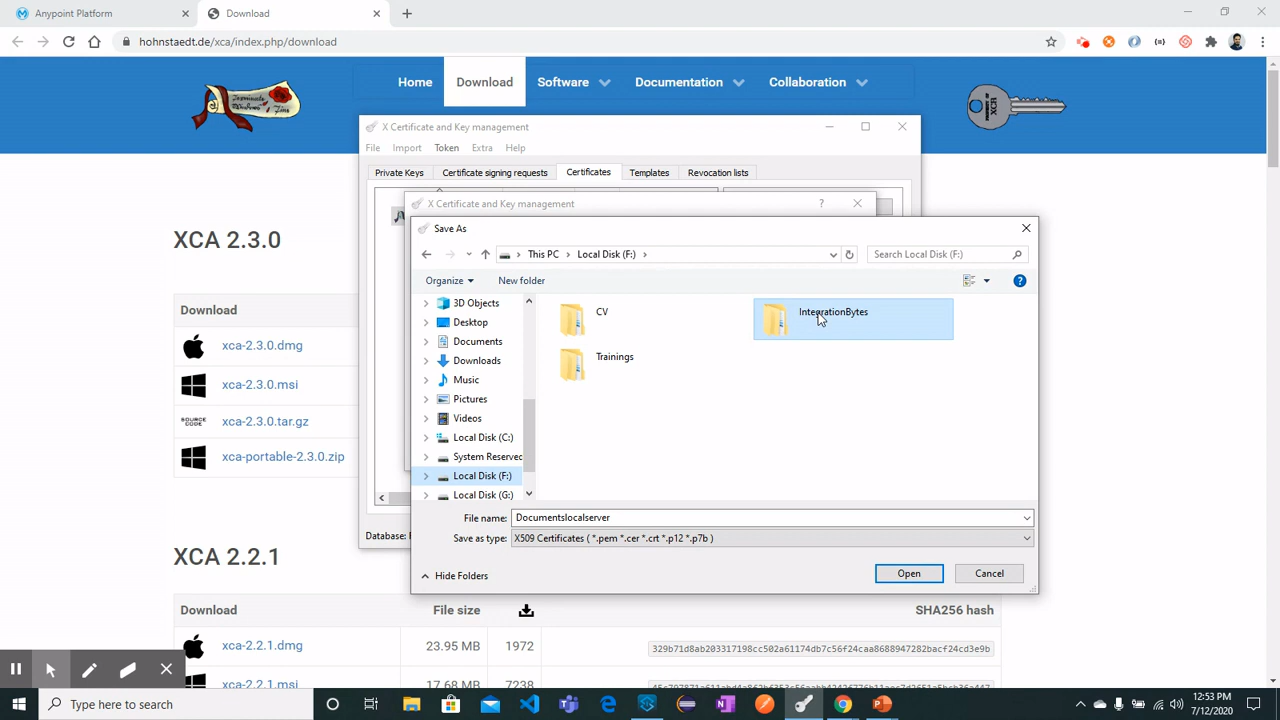 Anypoint Platform
Download
hohnstaedt.de/xca/index.php/download
Home
Download
Software
Documentation
Collaboration
X Certificate and Key management
File
Import
Token
Extra
Help
Private Keys
Certificate signing requests
Certificates
Templates
Revocation lists
X Certificate and Key management
Save As
This PC
Local Disk (F:)
Search Local Disk (F:)
Organize
New folder
3D Objects
Desktop
Documents
Downloads
Music
Pictures
Videos
Local Disk (C:)
System Reserved
Local Disk (F:)
Local Disk (G:)
CV
IntegrationBytes
Trainings
File name:
Documentslocalserver
Save as type:
X509 Certificates ( *.pem *.cer *.crt *.p12 *.p7b )
Hide Folders
Open
Cancel
Database: F
XCA 2.3.0
Download
xca-2.3.0.dmg
xca-2.3.0.msi
SOURCE
CODE
xca-2.3.0.tar.gz
xca-portable-2.3.0.zip
XCA 2.2.1
Download
File size
SHA256 hash
xca-2.2.1.dmg
23.95 MB
1972
329b71d8ab203317198cc502a61174db7c56f24caa8688947282bacf24cd3e9b
xca-2.2.1.msi
17.68 MB
7238
Type here to search
12:53 PM
7/12/2020